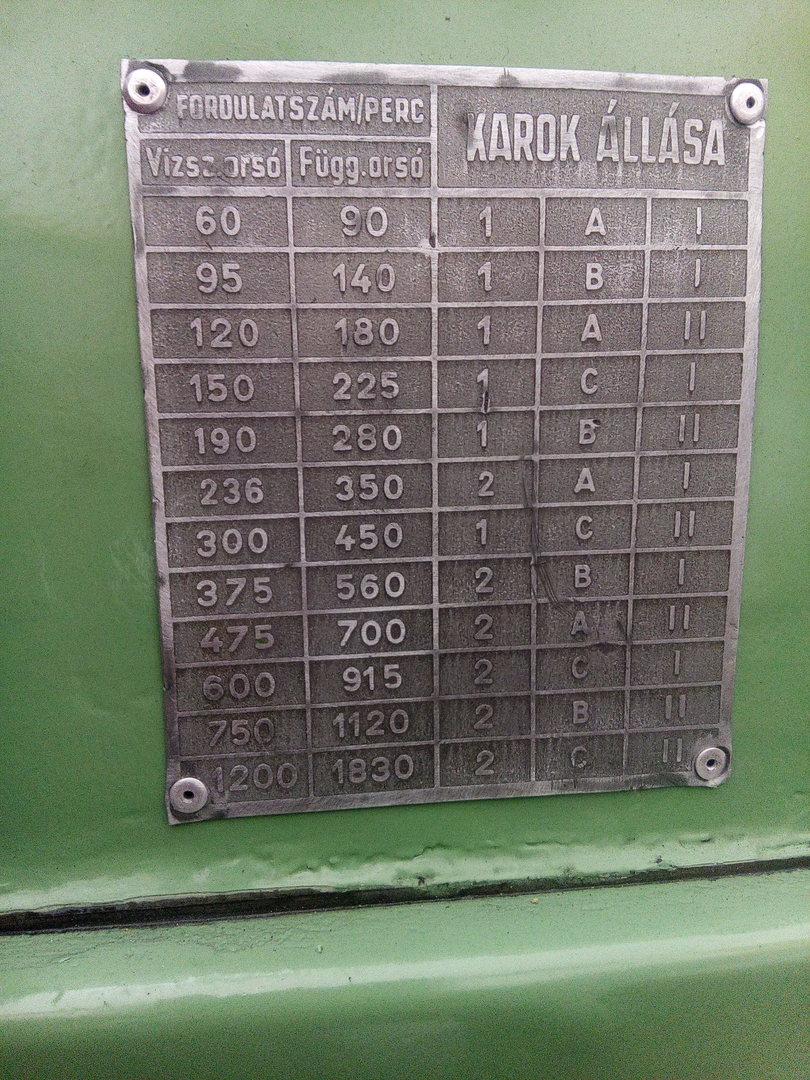 FORDULATSZÁM/PERC KAROK ÁLLÁSA
Vizsz.orsó Függ.orsó
60 90 1 A I
95 140 1 B I
120 180 1 A II
150 225 1 C I
190 280 1 B II
236 350 2 A I
300 450 1 C II
375 560 2 B I
475 700 2 A II
600 915 2 C I
750 1120 2 B II
1200 1830 2 C II